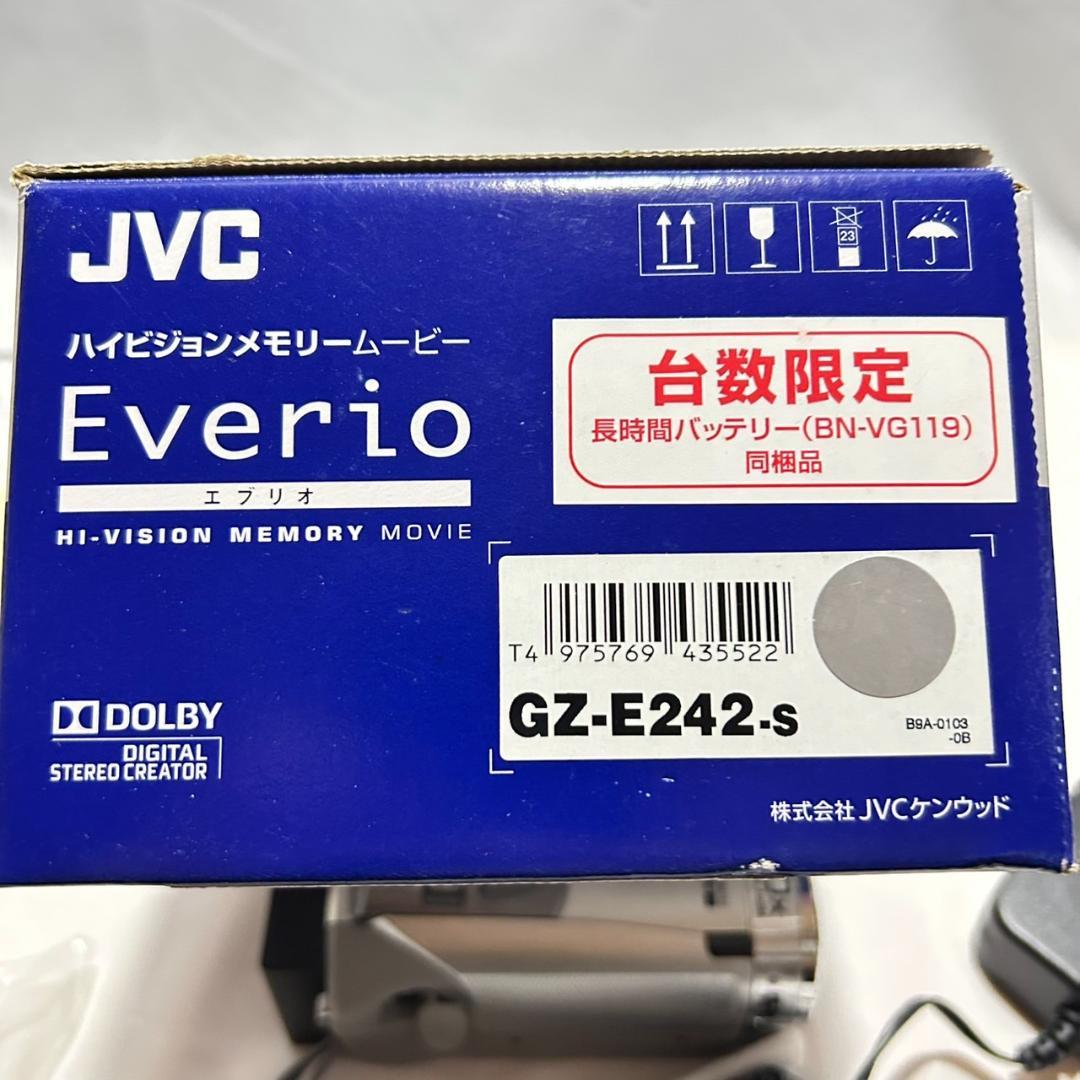 JVC
23
ハイビジョンメモリームービー
Everio
エブリオ
HI-VISION MEMORY MOVIE
台数限定
長時間バッテリー(BN-VG119)
同梱品
T4 975769 435522
GZ-E242-S
B9A-0103
-0B
DOLBY
DIGITAL
STEREO CREATOR
株式会社 JVCケンウッド